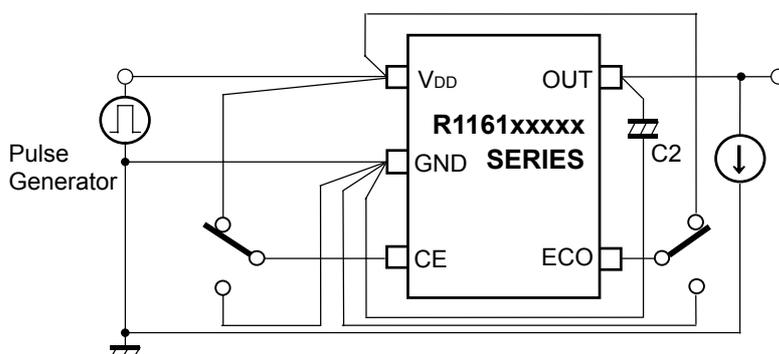 VDD
OUT
R1161xxxxx
SERIES
C2
Pulse
Generator
GND
CE
ECO